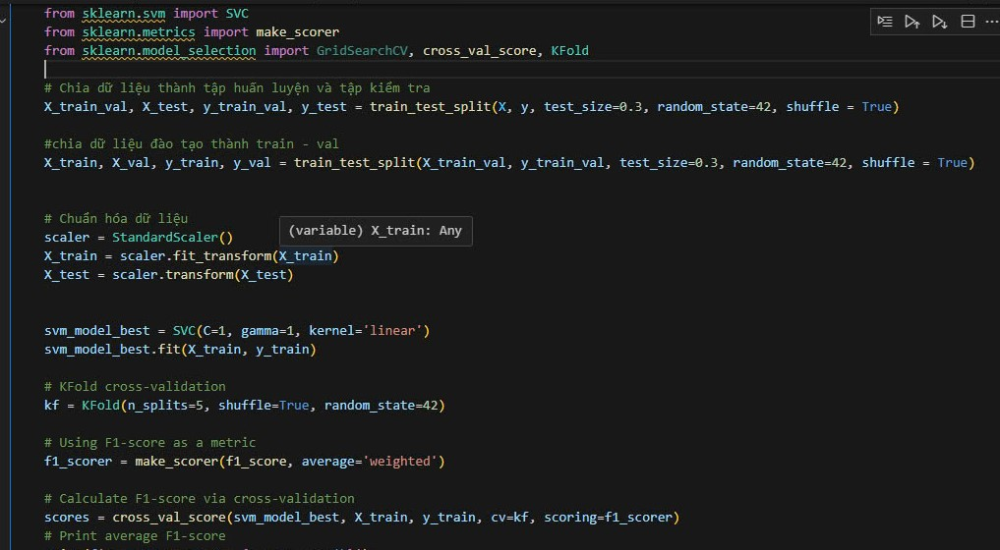 from sklearn.svm import SVC
from sklearn.metrics import make_scorer
from sklearn.model_selection import GridSearchCV, cross_val_score, KFold
# Chia dữ liệu thành tập huấn luyện và tập kiểm tra
X_train_val, X_test, y_train_val, y_test = train_test_split(X, y, test_size=0.3, random_state=42, shuffle = True)
#chia dữ liệu đào tạo thành train - val
X_train, X_val, y_train, y_val = train_test_split(X_train_val, y_train_val, test_size=0.3, random_state=42, shuffle = True)
# Chuẩn hóa dữ liệu
(variable) X_train: Any
scaler = StandardScaler()
X_train = scaler.fit_transform(X_train)
X_test = scaler.transform(X_test)
svm_model_best = SVC(C=1, gamma=1, kernel='linear')
svm_model_best.fit(X_train, y_train)
# KFold cross-validation
kf = KFold(n_splits=5, shuffle=True, random_state=42)
# Using F1-score as a metric
f1_scorer = make_scorer(f1_score, average='weighted')
# Calculate F1-score via cross-validation
scores = cross_val_score(svm_model_best, X_train, y_train, cv=kf, scoring=f1_scorer)
# Print average F1-score